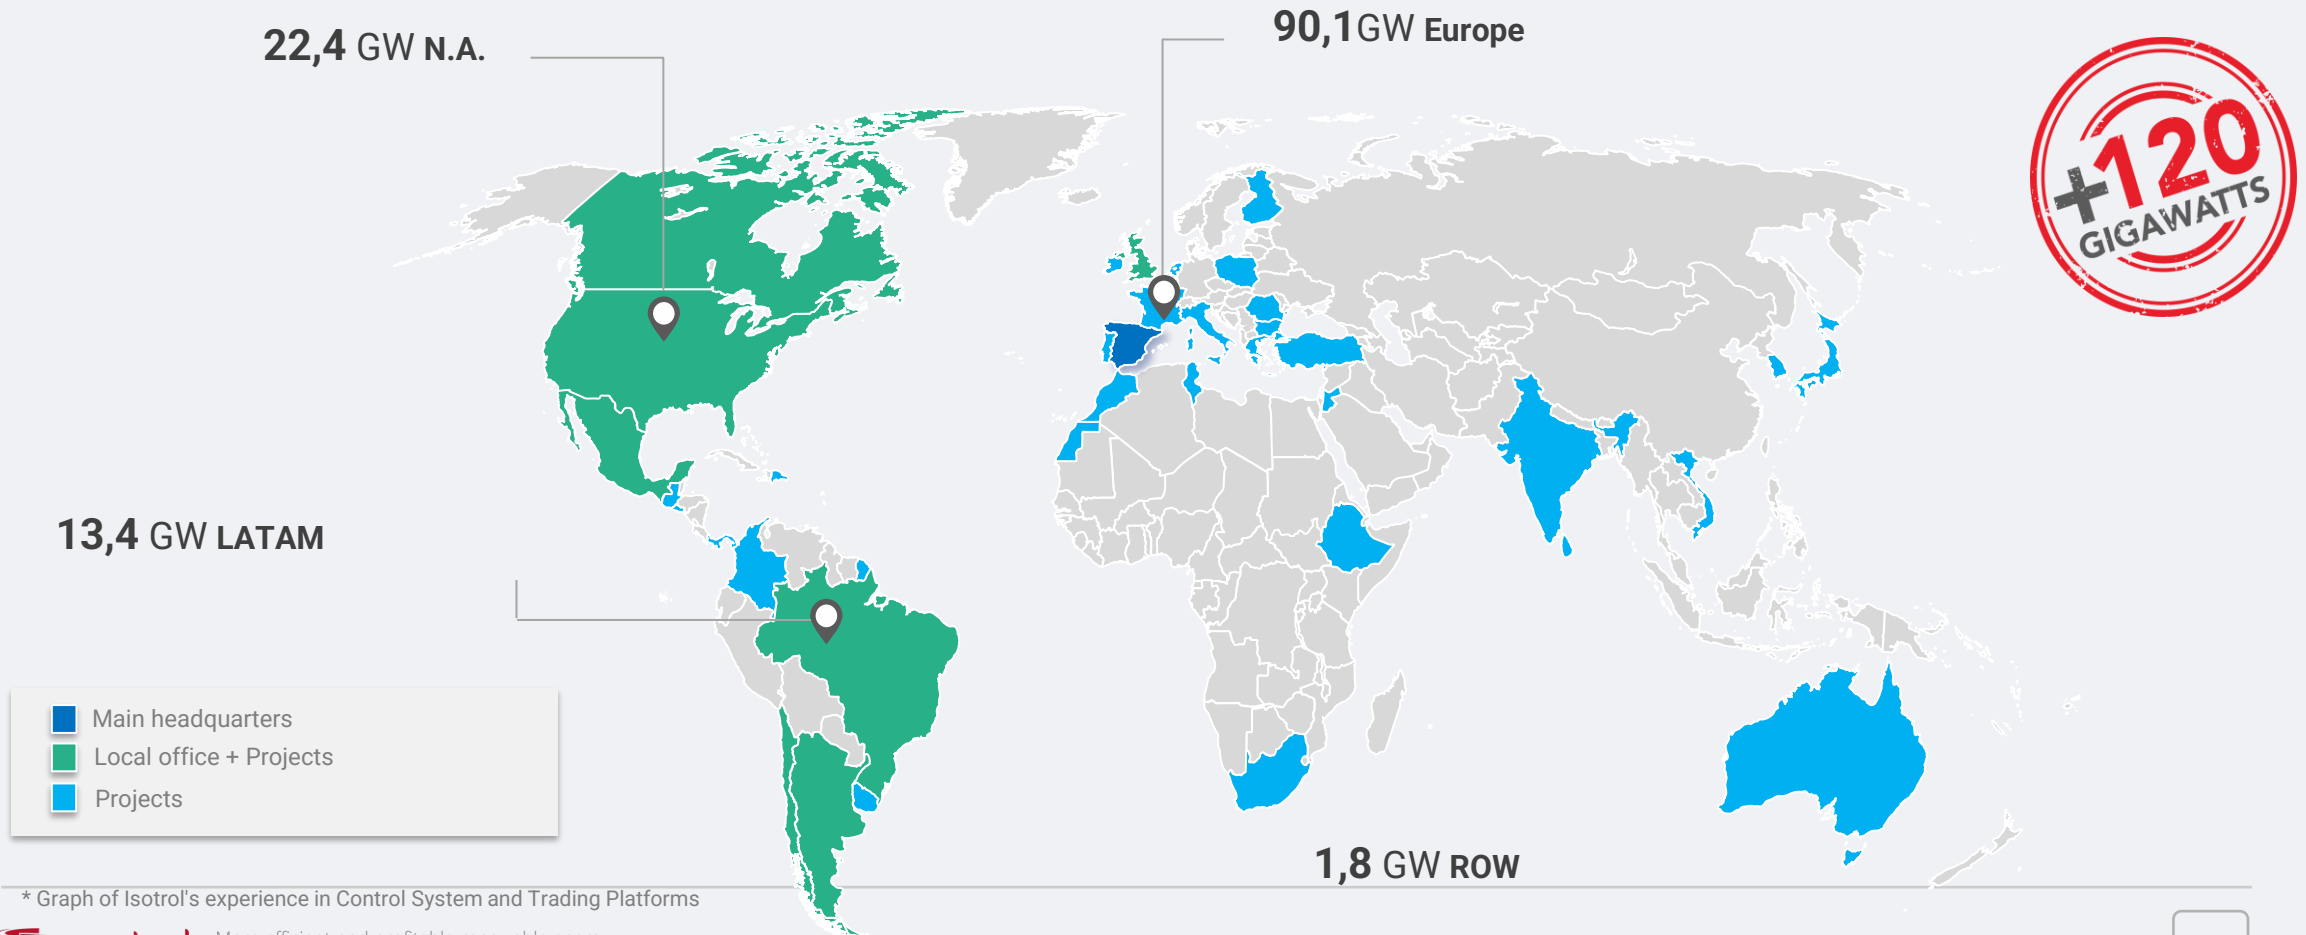 22,4 GW N.A.
90,1GW Europe
+120
GIGAWATTS
13,4 GW LATAM
Main headquarters
Local office + Projects
Projects
1,8 GW ROW
* Graph of Isotrol's experience in Control System and Trading Platforms